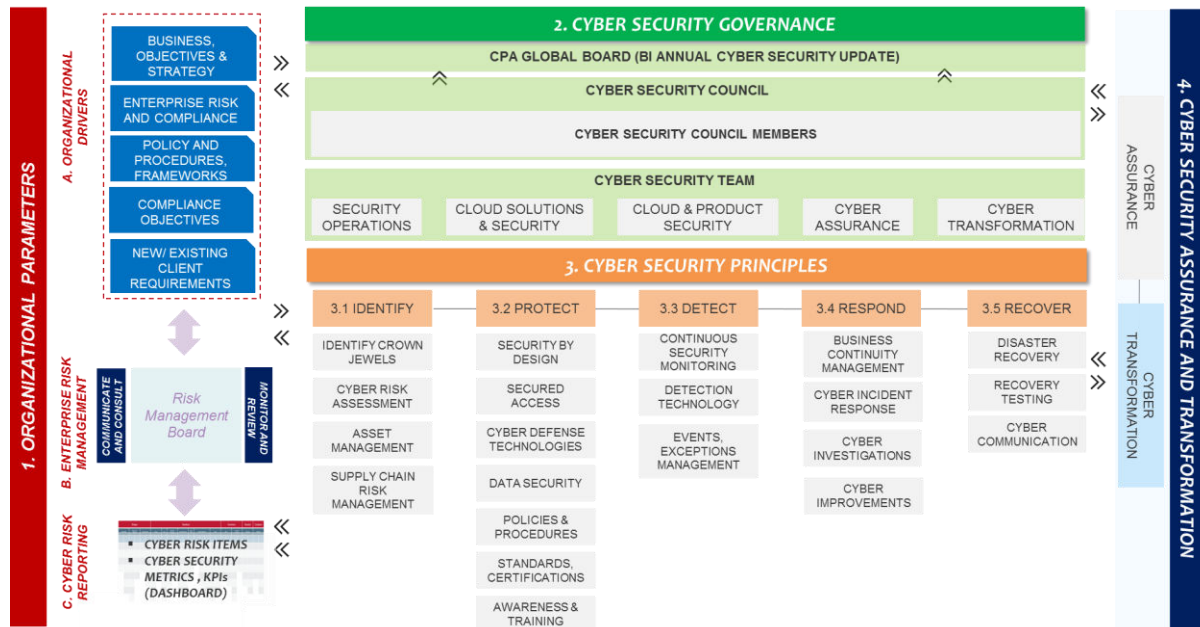 1. ORGANIZATIONAL PARAMETERS
A. ORGANIZATIONAL
DRIVERS
BUSINESS,
OBJECTIVES &
STRATEGY
ENTERPRISE RISK
AND COMPLIANCE
POLICY AND
PROCEDURES,
FRAMEWORKS
COMPLIANCE
OBJECTIVES
NEW/ EXISTING
CLIENT
REQUIREMENTS
B. ENTERPRISE RISK
MANAGEMENT
COMMUNICATE
AND CONSULT
Risk
Management
Board
MONITOR AND
REVIEW
C. CYBER RISK
REPORTING
▪ CYBER RISK ITEMS
▪ CYBER SECURITY
METRICS , KPIs
(DASHBOARD)
2. CYBER SECURITY GOVERNANCE
CPA GLOBAL BOARD (BI ANNUAL CYBER SECURITY UPDATE)
CYBER SECURITY COUNCIL
CYBER SECURITY COUNCIL MEMBERS
CYBER SECURITY TEAM
SECURITY
OPERATIONS
CLOUD SOLUTIONS
& SECURITY
CLOUD & PRODUCT
SECURITY
CYBER
ASSURANCE
CYBER
TRANSFORMATION
3. CYBER SECURITY PRINCIPLES
3.1 IDENTIFY
IDENTIFY CROWN
JEWELS
CYBER RISK
ASSESSMENT
ASSET
MANAGEMENT
SUPPLY CHAIN
RISK
MANAGEMENT
3.2 PROTECT
SECURITY BY
DESIGN
SECURED
ACCESS
CYBER DEFENSE
TECHNOLOGIES
DATA SECURITY
POLICIES &
PROCEDURES
STANDARDS,
CERTIFICATIONS
AWARENESS &
TRAINING
3.3 DETECT
CONTINUOUS
SECURITY
MONITORING
DETECTION
TECHNOLOGY
EVENTS,
EXCEPTIONS
MANAGEMENT
3.4 RESPOND
BUSINESS
CONTINUITY
MANAGEMENT
CYBER INCIDENT
RESPONSE
CYBER
INVESTIGATIONS
CYBER
IMPROVEMENTS
3.5 RECOVER
DISASTER
RECOVERY
RECOVERY
TESTING
CYBER
COMMUNICATION
CYBER
ASSURANCE
CYBER
TRANSFORMATION
4. CYBER SECURITY ASSURANCE AND TRANSFORMATION